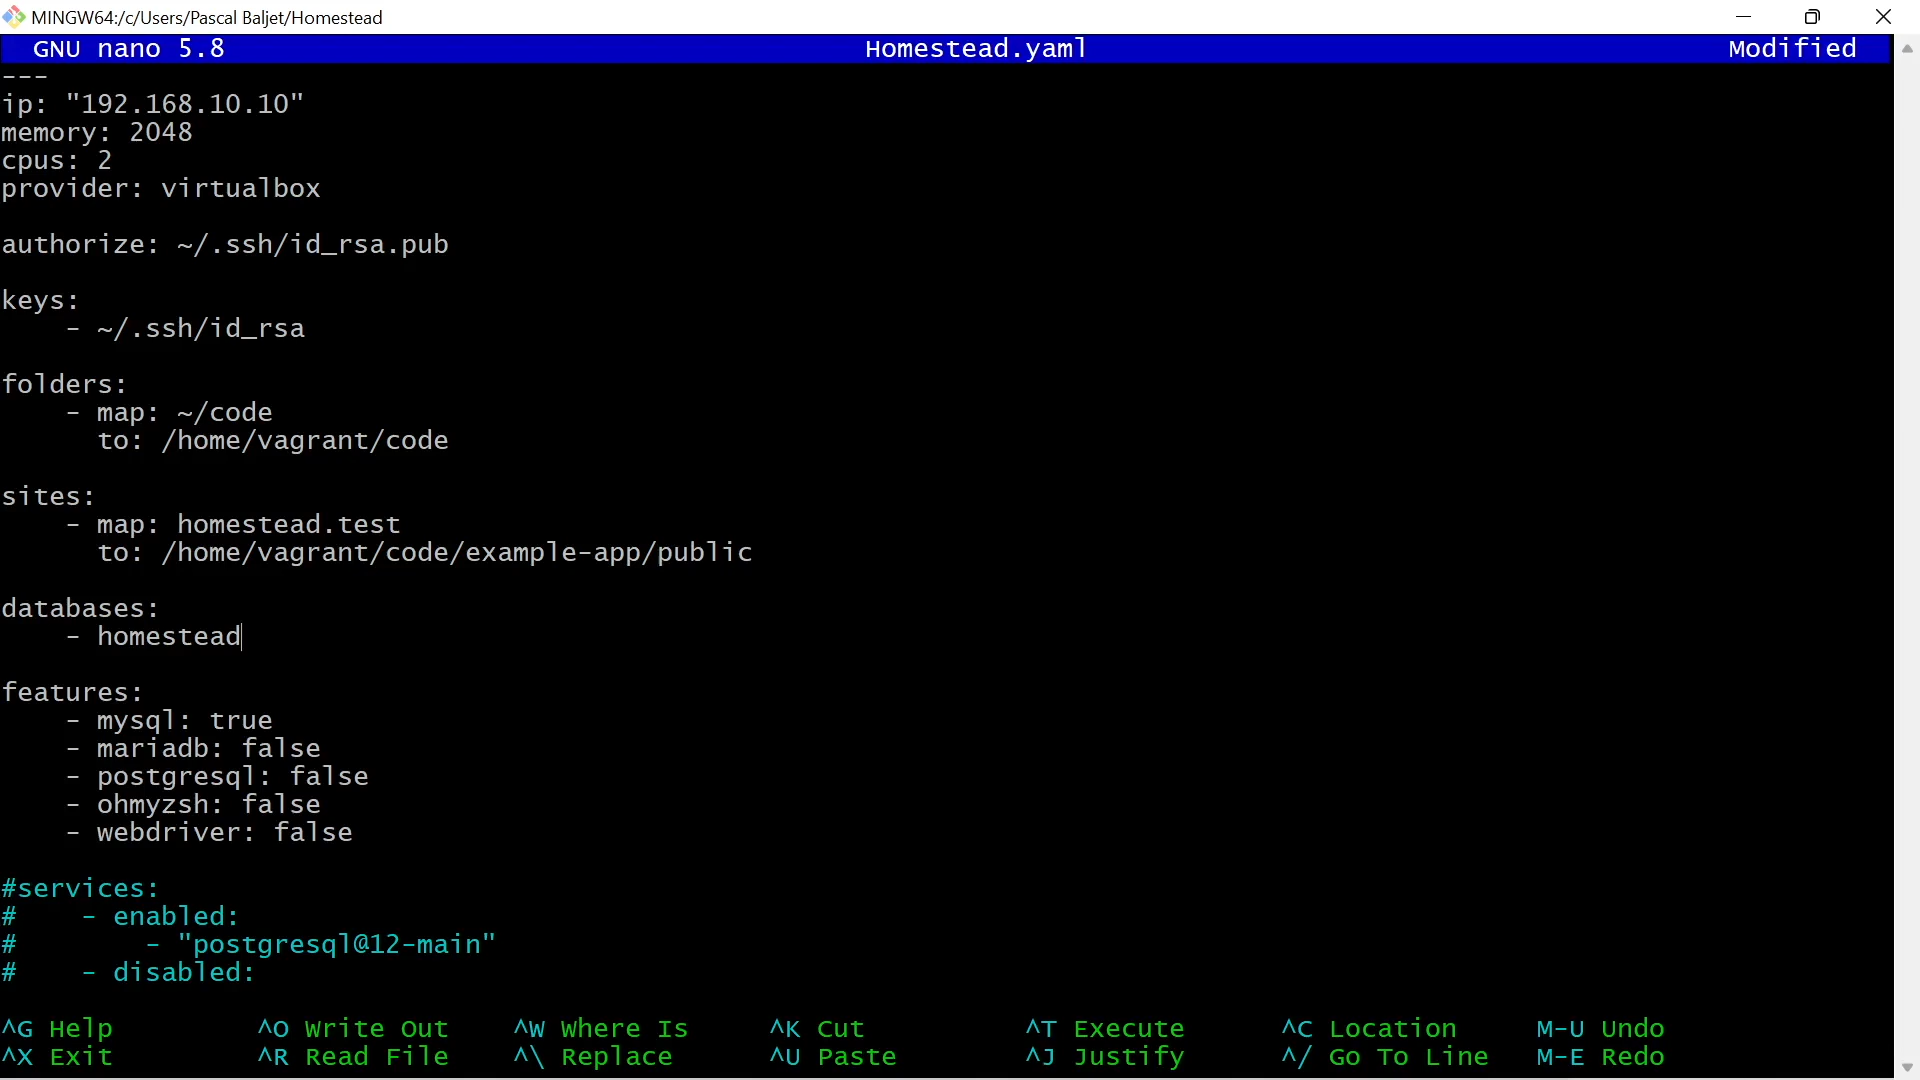 MINGW64:/c/Users/Pascal Baljet/Homestead
GNU nano 5.8 Homestead.yaml Modified
---
ip: "192.168.10.10"
memory: 2048
cpus: 2
provider: virtualbox
authorize: ~/.ssh/id_rsa.pub
keys:
    - ~/.ssh/id_rsa
folders:
    - map: ~/code
      to: /home/vagrant/code
sites:
    - map: homestead.test
      to: /home/vagrant/code/example-app/public
databases:
    - homestead
features:
    - mysql: true
    - mariadb: false
    - postgresql: false
    - ohmyzsh: false
    - webdriver: false
#services:
#    - enabled:
#        - "postgresql@12-main"
#    - disabled:
^G Help ^O Write Out ^W Where Is ^K Cut ^T Execute ^C Location M-U Undo
^X Exit ^R Read File ^\ Replace ^U Paste ^J Justify ^/ Go To Line M-E Redo